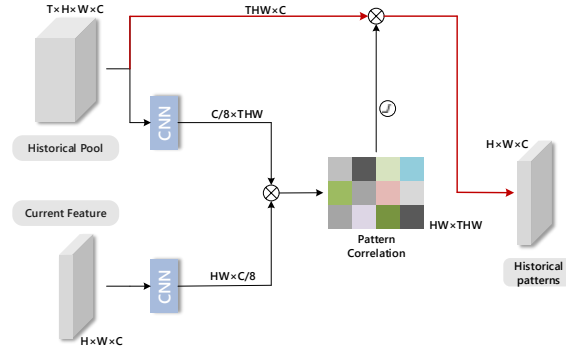 T×H×W×C
THW×C
CNN
C/8×THW
Historical Pool
H×W×C
Current Feature
HW×THW
Pattern
Correlation
CNN
HW×C/8
Historical
patterns
H×W×C